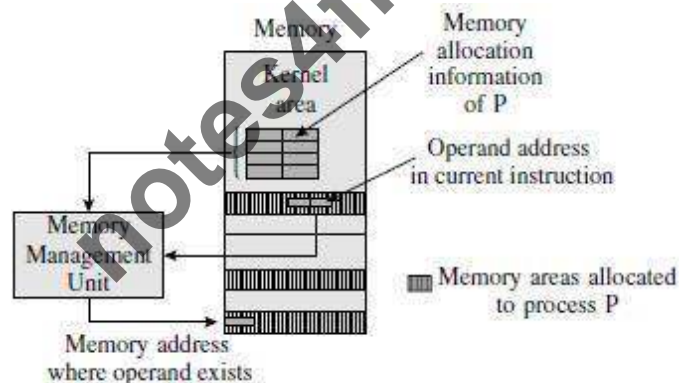 Memory
Kernel
area
Memory
allocation
information
of P
Operand address
in current instruction
Memory
Management
Unit
Memory areas allocated
to process P
Memory address
where operand exists